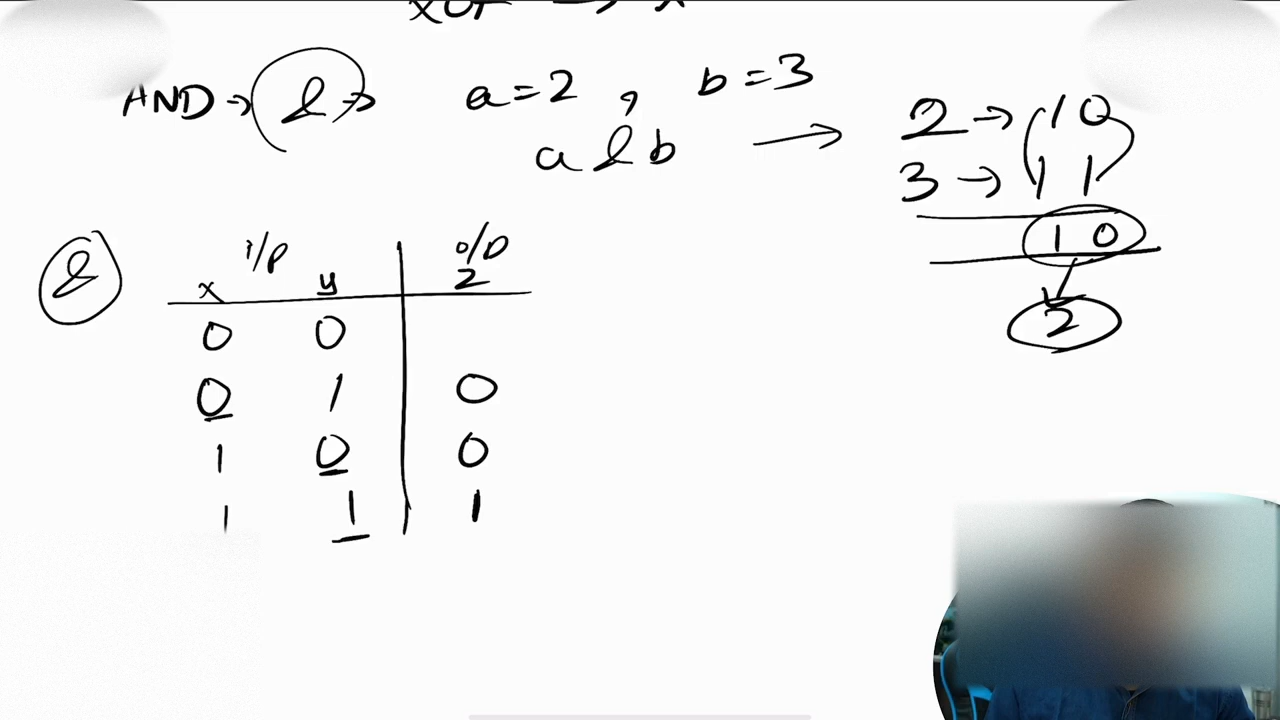 AND → & → a = 2 , b = 3
a & b → 2 → 1 0
3 → 1 1
1 0
2
&
i/p o/p
x y z
0 0
0 1 0
1 0 0
1 1 1